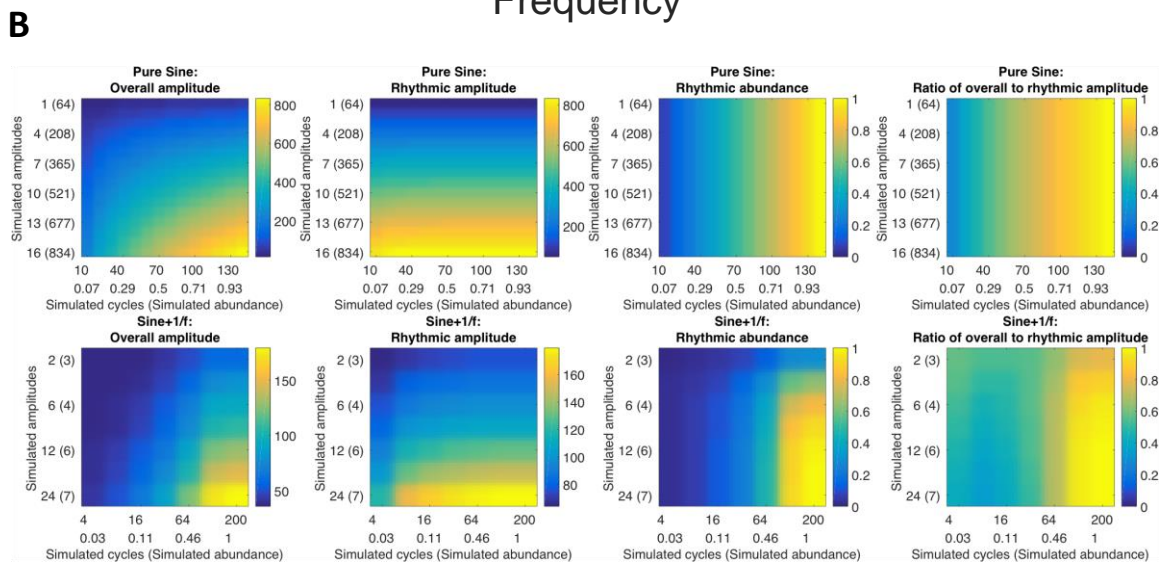 Frequency
B
Pure Sine:
Overall amplitude
Simulated amplitudes
1 (64)
4 (208)
7 (365)
10 (521)
13 (677)
16 (834)
10 40 70 100 130
0.07 0.29 0.5 0.71 0.93
Simulated cycles (Simulated abundance)
800
600
400
200
Pure Sine:
Rhythmic amplitude
Simulated amplitudes
1 (64)
4 (208)
7 (365)
10 (521)
13 (677)
16 (834)
10 40 70 100 130
0.07 0.29 0.5 0.71 0.93
Simulated cycles (Simulated abundance)
800
600
400
200
Pure Sine:
Rhythmic abundance
Simulated amplitudes
1 (64)
4 (208)
7 (365)
10 (521)
13 (677)
16 (834)
10 40 70 100 130
0.07 0.29 0.5 0.71 0.93
Simulated cycles (Simulated abundance)
1
0.8
0.6
0.4
0.2
0
Pure Sine:
Ratio of overall to rhythmic amplitude
Simulated amplitudes
1 (64)
4 (208)
7 (365)
10 (521)
13 (677)
16 (834)
10 40 70 100 130
0.07 0.29 0.5 0.71 0.93
Simulated cycles (Simulated abundance)
1
0.8
0.6
0.4
0.2
0
Sine+1/f:
Overall amplitude
Simulated amplitudes
2 (3)
6 (4)
12 (6)
24 (7)
4 16 64 200
0.03 0.11 0.46 1
Simulated cycles (Simulated abundance)
150
100
50
Sine+1/f:
Rhythmic amplitude
Simulated amplitudes
2 (3)
6 (4)
12 (6)
24 (7)
4 16 64 200
0.03 0.11 0.46 1
Simulated cycles (Simulated abundance)
160
140
120
100
80
Sine+1/f:
Rhythmic abundance
Simulated amplitudes
2 (3)
6 (4)
12 (6)
24 (7)
4 16 64 200
0.03 0.11 0.46 1
Simulated cycles (Simulated abundance)
1
0.8
0.6
0.4
0.2
0
Sine+1/f:
Ratio of overall to rhythmic amplitude
Simulated amplitudes
2 (3)
6 (4)
12 (6)
24 (7)
4 16 64 200
0.03 0.11 0.46 1
Simulated cycles (Simulated abundance)
1
0.8
0.6
0.4
0.2
0